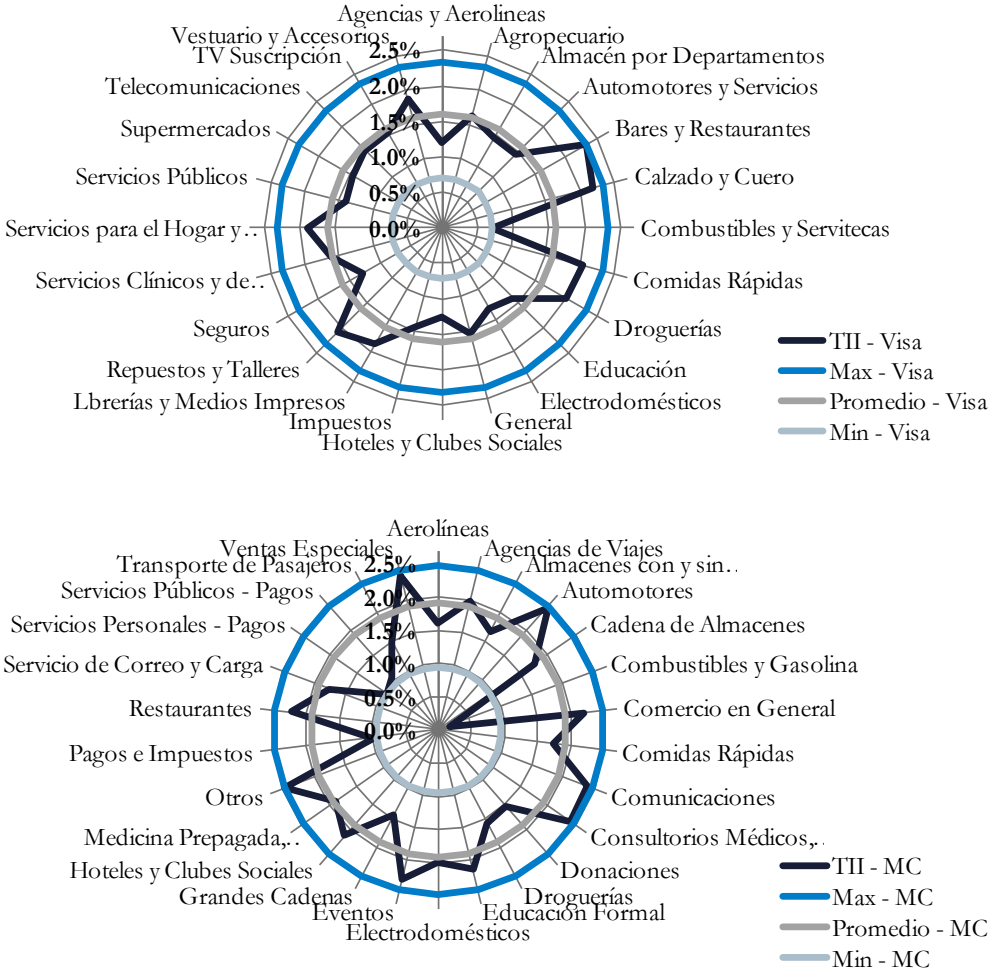 Agencias y Aerolineas
Vestuario y Accesorios
Agropecuario
TV Suscripción
Almacén por Departamentos
Telecomunicaciones
Automotores y Servicios
Supermercados
Bares y Restaurantes
Servicios Públicos
Calzado y Cuero
Servicios para el Hogar y ..
Combustibles y Servitecas
Servicios Clínicos y de..
Comidas Rápidas
Seguros
Droguerías
Repuestos y Talleres
Educación
Lbrerías y Medios Impresos
Electrodomésticos
Impuestos
General
Hoteles y Clubes Sociales
2.5%
2.0%
1.5%
1.0%
0.5%
0.0%
TII - Visa
Max - Visa
Promedio - Visa
Min - Visa
Aerolíneas
Ventas Especiales
Agencias de Viajes
Transporte de Pasajeros
Almacenes con y sin..
Servicios Públicos - Pagos
Automotores
Servicios Personales - Pagos
Cadena de Almacenes
Servicio de Correo y Carga
Combustibles y Gasolina
Restaurantes
Comercio en General
Pagos e Impuestos
Comidas Rápidas
Otros
Comunicaciones
Medicina Prepagada,..
Consultorios Médicos,..
Hoteles y Clubes Sociales
Donaciones
Grandes Cadenas
Droguerías
Eventos
Educación Formal
Electrodomésticos
2.5%
2.0%
1.5%
1.0%
0.5%
0.0%
TII - MC
Max - MC
Promedio - MC
Min - MC